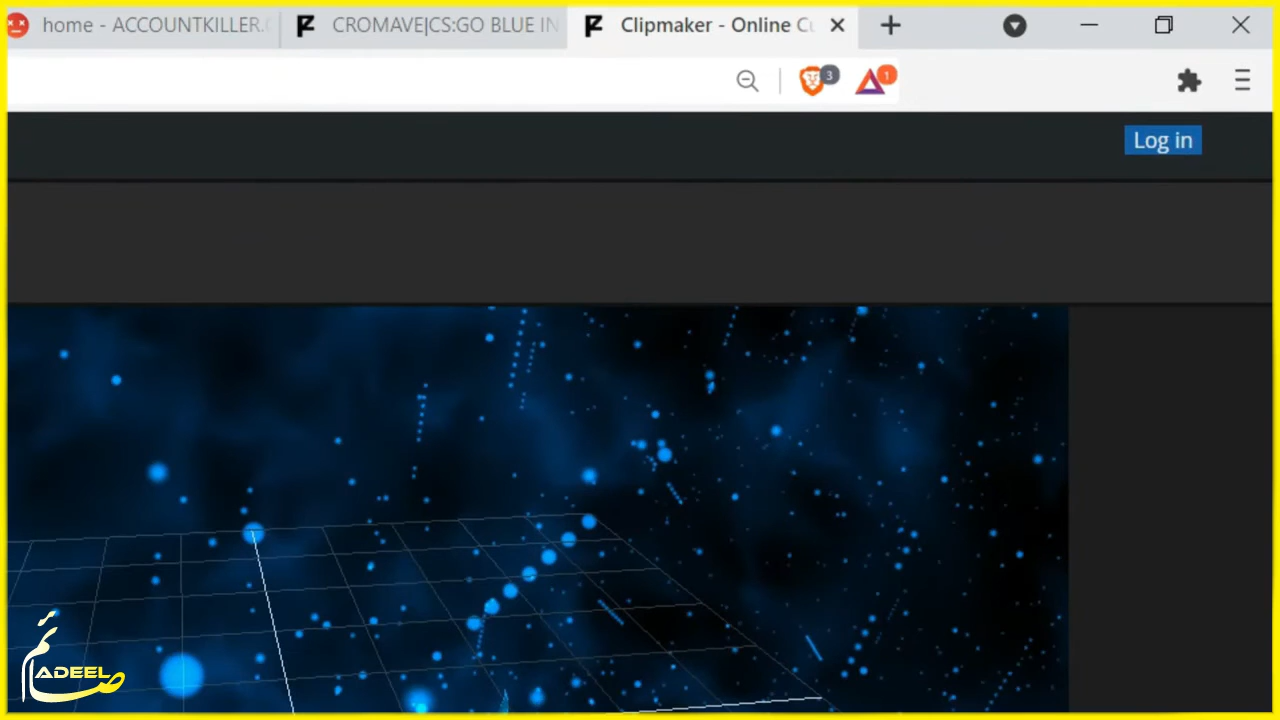 home - ACCOUNTKILLER.
CROMAVE|CS:GO BLUE IN
Clipmaker - Online
3
1
Log in
ADEEL